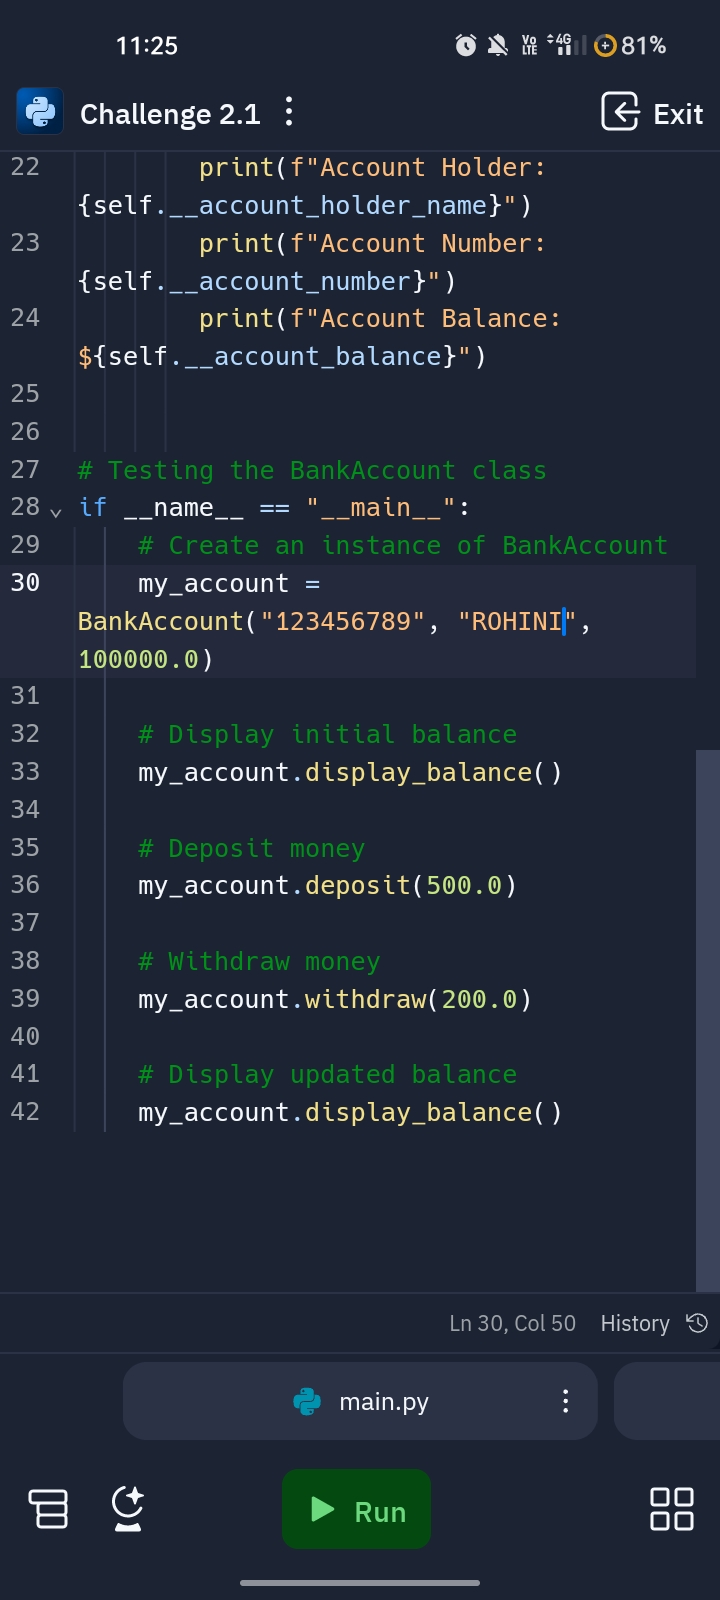 11:25 Vo LTE 4G 81%
Challenge 2.1 Exit
22 print(f"Account Holder:
{self.__account_holder_name}")
23 print(f"Account Number:
{self.__account_number}")
24 print(f"Account Balance:
${self.__account_balance}")
25
26
27 # Testing the BankAccount class
28 if __name__ == "__main__":
29 # Create an instance of BankAccount
30 my_account =
BankAccount("123456789", "ROHINI",
100000.0)
31
32 # Display initial balance
33 my_account.display_balance()
34
35 # Deposit money
36 my_account.deposit(500.0)
37
38 # Withdraw money
39 my_account.withdraw(200.0)
40
41 # Display updated balance
42 my_account.display_balance()
Ln 30, Col 50 History
main.py
Run